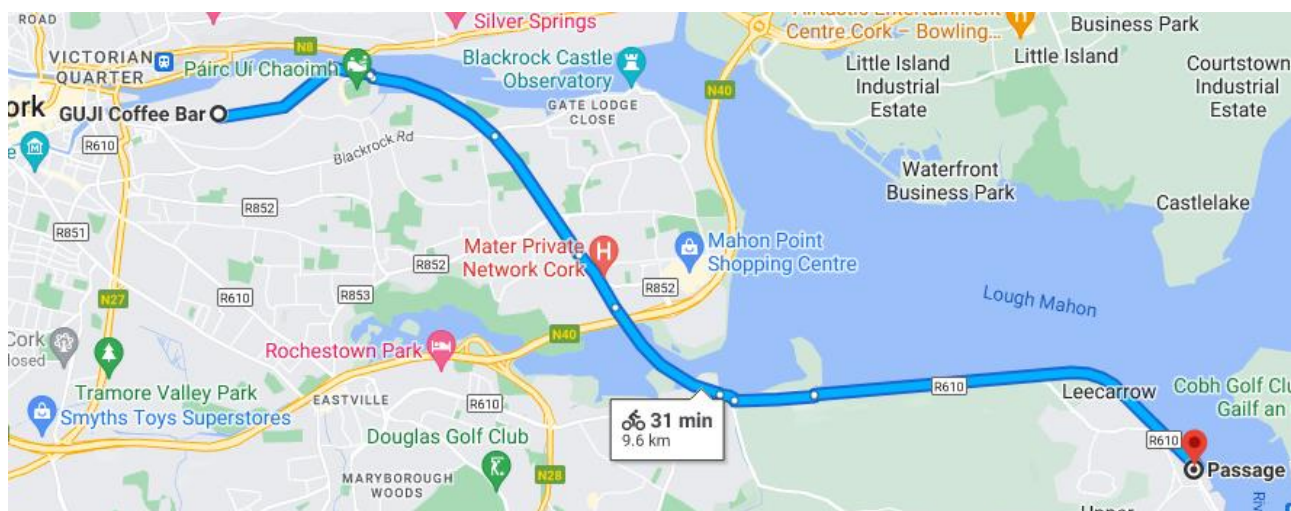 ROAD
Silver Springs
Airtastic Entertainment
Centre Cork – Bowling...
Business Park
VICTORIAN
QUARTER
N8
Páirc Uí Chaoimh
Blackrock Castle
Observatory
Little Island
Little Island
Industrial
Estate
Courtstown
Industrial
Estate
N40
GATE LODGE
CLOSE
ork
GUJI Coffee Bar
e
R610
Blackrock Rd
Waterfront
Business Park
Castlelake
R852
R851
Mater Private
Network Cork
Mahon Point
Shopping Centre
R852
R852
R610
R853
N27
Lough Mahon
Cork
losed
N40
Rochestown Park
Tramore Valley Park
Smyths Toys Superstores
EASTVILLE
R610
R610
Leecarrow
Cobh Golf Clu
Gailf an
31 min
9.6 km
Douglas Golf Club
R610
Passage
MARYBOROUGH
WOODS
N28